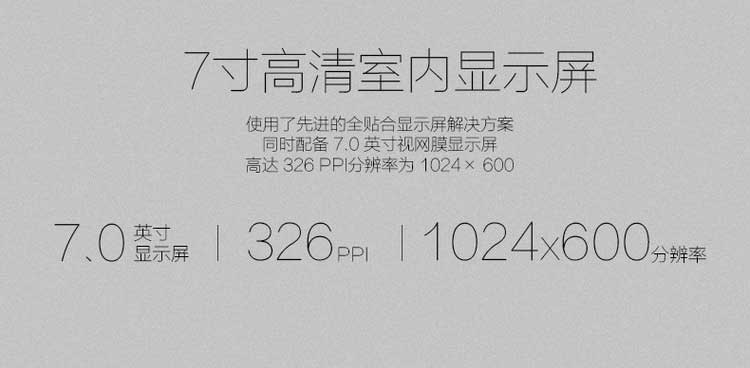 7寸高清室内显示屏
使用了先进的全贴合显示屏解决方案
同时配备 7.0 英寸视网膜显示屏
高达 326 PPI分辨率为 1024× 600
7、0 英寸显示屏 | 326PPI | 1024x600分辨率